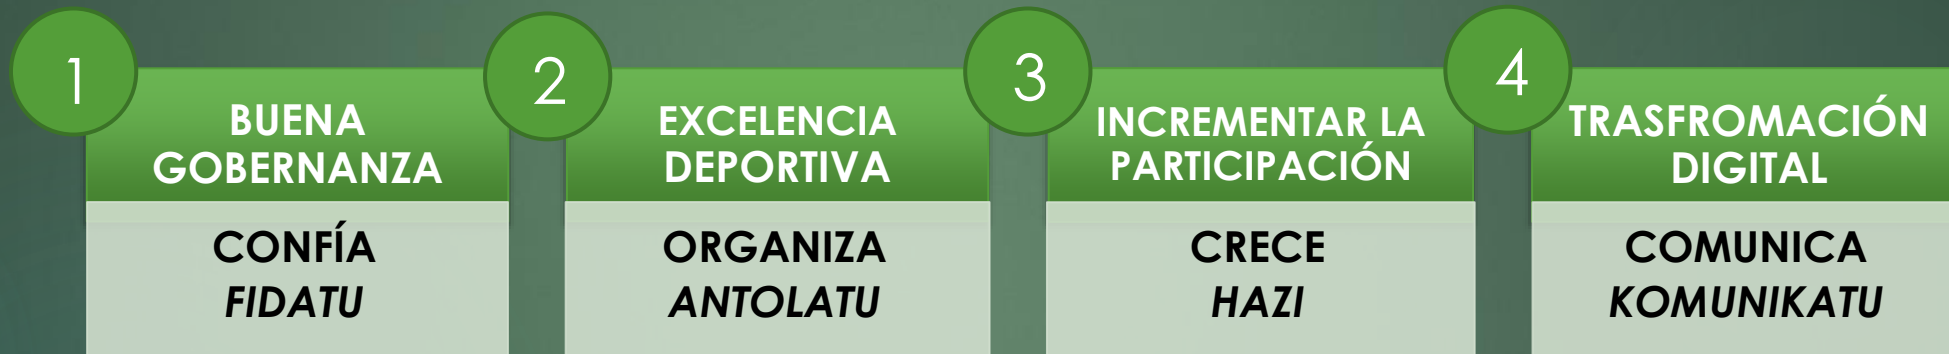 1
BUENA
GOBERNANZA
CONFÍA
FIDATU
2
EXCELENCIA
DEPORTIVA
ORGANIZA
ANTOLATU
3
INCREMENTAR LA
PARTICIPACIÓN
CRECE
HAZI
4
TRASFROMACIÓN
DIGITAL
COMUNICA
KOMUNIKATU